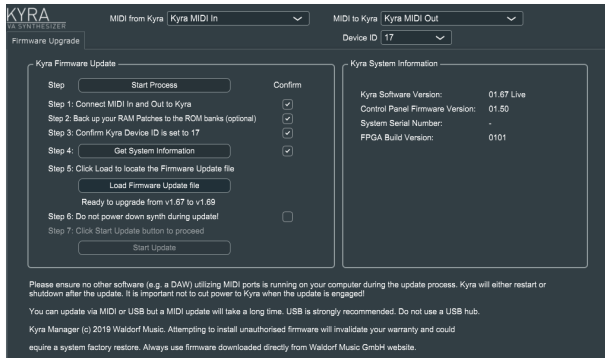 KYRA
VA SYNTHESIZER
MIDI from Kyra Kyra MIDI In
MIDI to Kyra Kyra MIDI Out
Device ID 17
Firmware Upgrade
Kyra Firmware Update
Step Start Process Confirm
Step 1: Connect MIDI In and Out to Kyra
Step 2: Back up your RAM Patches to the ROM banks (optional)
Step 3: Confirm Kyra Device ID is set to 17
Step 4: Get System Information
Step 5: Click Load to locate the Firmware Update file
Load Firmware Update file
Ready to upgrade from v1.67 to v1.69
Step 6: Do not power down synth during update!
Step 7: Click Start Update button to proceed
Start Update
Kyra System Information
Kyra Software Version: 01.67 Live
Control Panel Firmware Version: 01.50
System Serial Number: -
FPGA Build Version: 0101
Please ensure no other software (e.g. a DAW) utilizing MIDI ports is running on your computer during the update process. Kyra will either restart or
shutdown after the update. It is important not to cut power to Kyra when the update is engaged!
You can update via MIDI or USB but a MIDI update will take a long time. USB is strongly recommended. Do not use a USB hub.
Kyra Manager (c) 2019 Waldorf Music. Attempting to install unauthorised firmware will invalidate your warranty and could
equire a system factory restore. Always use firmware downloaded directly from Waldorf Music GmbH website.